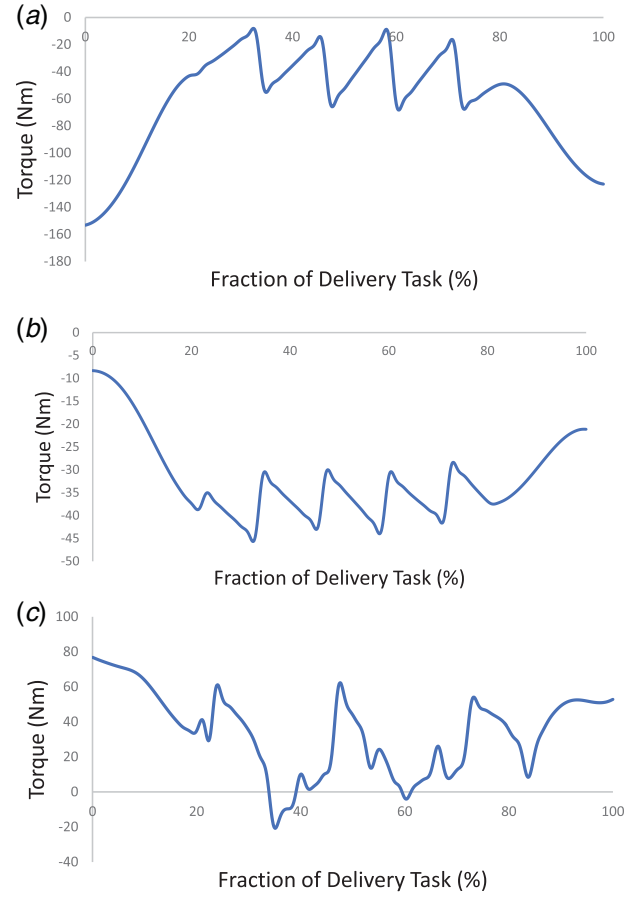 (a)
0
0 20 40 60 80 100
-20
-40
-60
-80
-100
-120
-140
-160
-180
Torque (Nm)
Fraction of Delivery Task (%)
(b)
0
0 20 40 60 80 100
-5
-10
-15
-20
-25
-30
-35
-40
-45
-50
Torque (Nm)
Fraction of Delivery Task (%)
(c)
100
80
60
40
20
0
0 20 40 60 80 100
-20
-40
Torque (Nm)
Fraction of Delivery Task (%)